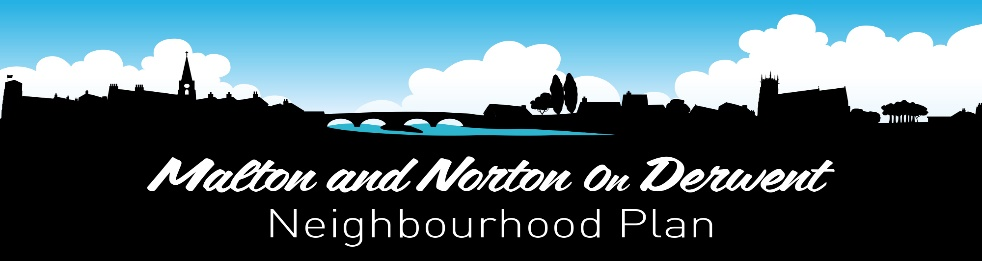 Malton and Norton On Derwent
Neighbourhood Plan